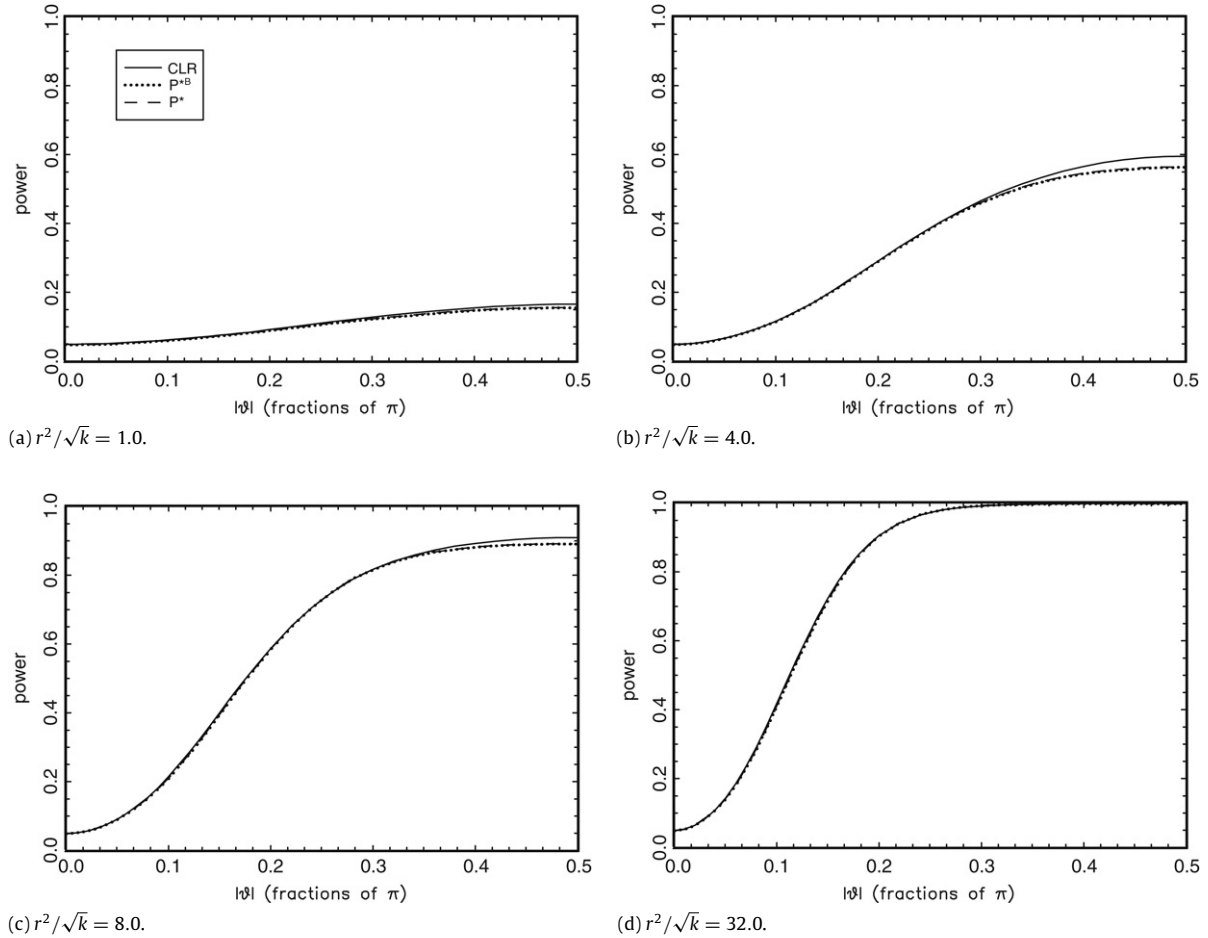 1.0
0.8
0.6
0.4
0.2
0.0
power
CLR
P*B
P*
0.0 0.1 0.2 0.3 0.4 0.5
|ϑ| (fractions of π)
(a) r²/√k = 1.0.
1.0
0.8
0.6
0.4
0.2
0.0
power
0.0 0.1 0.2 0.3 0.4 0.5
|ϑ| (fractions of π)
(b) r²/√k = 4.0.
1.0
0.8
0.6
0.4
0.2
0.0
power
0.0 0.1 0.2 0.3 0.4 0.5
|ϑ| (fractions of π)
(c) r²/√k = 8.0.
1.0
0.8
0.6
0.4
0.2
0.0
power
0.0 0.1 0.2 0.3 0.4 0.5
|ϑ| (fractions of π)
(d) r²/√k = 32.0.